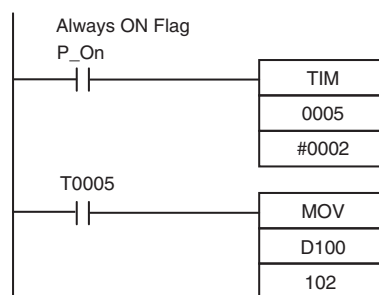 Always ON Flag
P_On
TIM
0005
#0002
T0005
MOV
D100
102